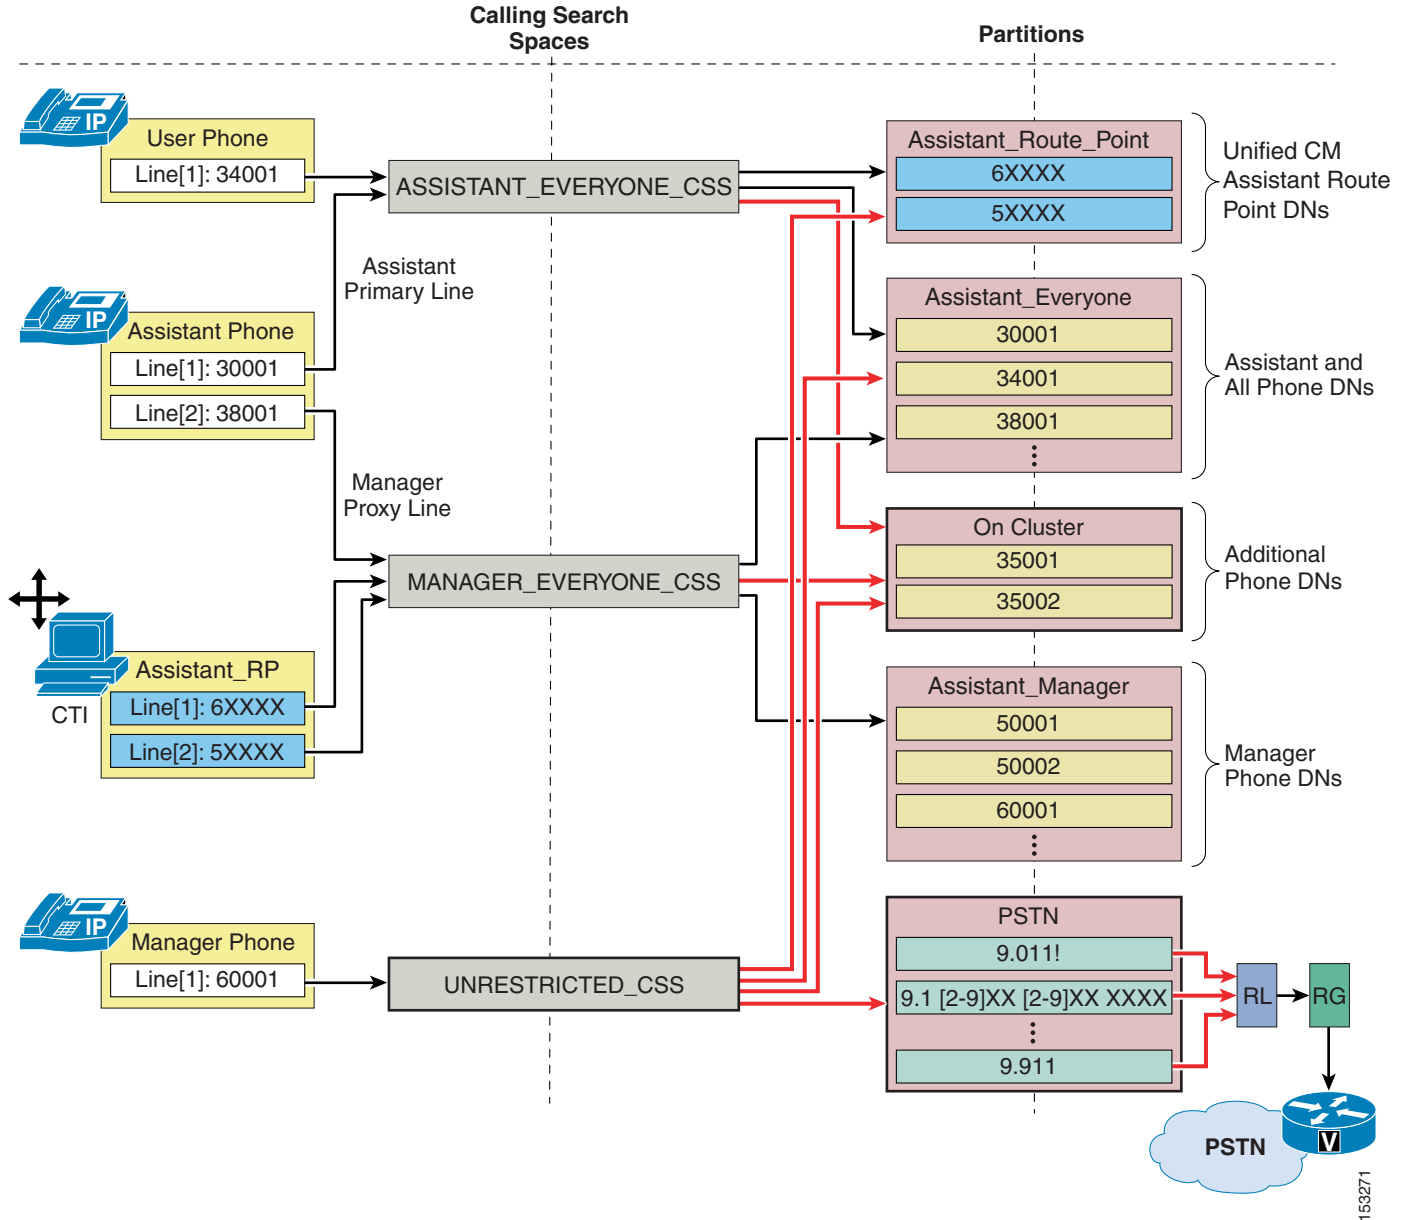 Calling Search
Spaces
Partitions
IP
User Phone
Line[1]: 34001
ASSISTANT_EVERYONE_CSS
Assistant_Route_Point
6XXXX
5XXXX
Unified CM
Assistant Route
Point DNs
Assistant
Primary Line
IP
Assistant Phone
Line[1]: 30001
Line[2]: 38001
Assistant_Everyone
30001
34001
38001
Assistant and
All Phone DNs
Manager
Proxy Line
On Cluster
35001
35002
Additional
Phone DNs
MANAGER_EVERYONE_CSS
CTI
Assistant_RP
Line[1]: 6XXXX
Line[2]: 5XXXX
Assistant_Manager
50001
50002
60001
Manager
Phone DNs
IP
Manager Phone
Line[1]: 60001
UNRESTRICTED_CSS
PSTN
9.011!
9.1 [2-9]XX [2-9]XX XXXX
9.911
RL
RG
PSTN
V
153271